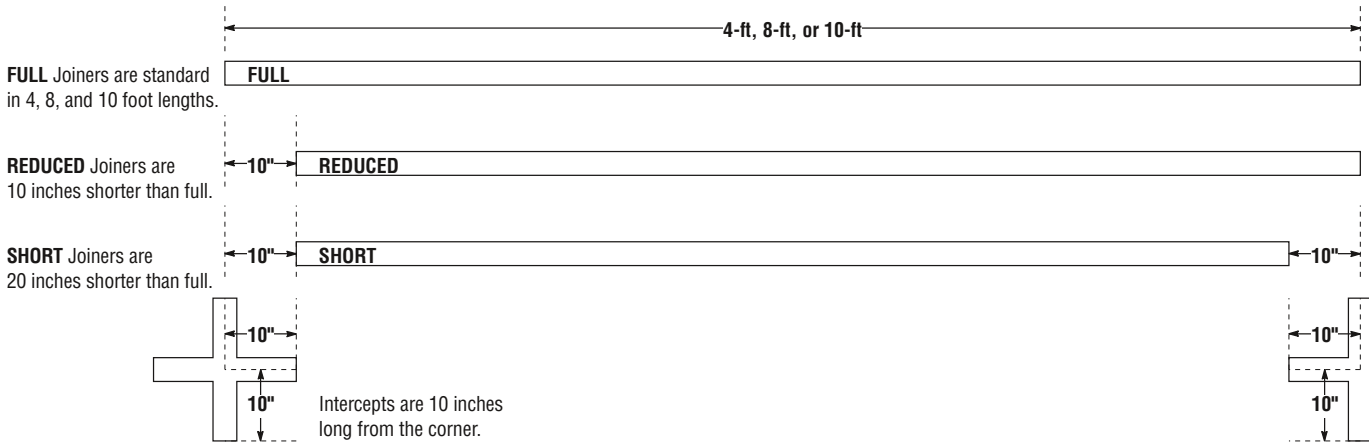 4-ft, 8-ft, or 10-ft
FULL Joiners are standard
in 4, 8, and 10 foot lengths.
FULL
REDUCED Joiners are
10 inches shorter than full.
10"
REDUCED
SHORT Joiners are
20 inches shorter than full.
10"
SHORT
10"
10"
10"
10"
Intercepts are 10 inches
long from the corner.
10"